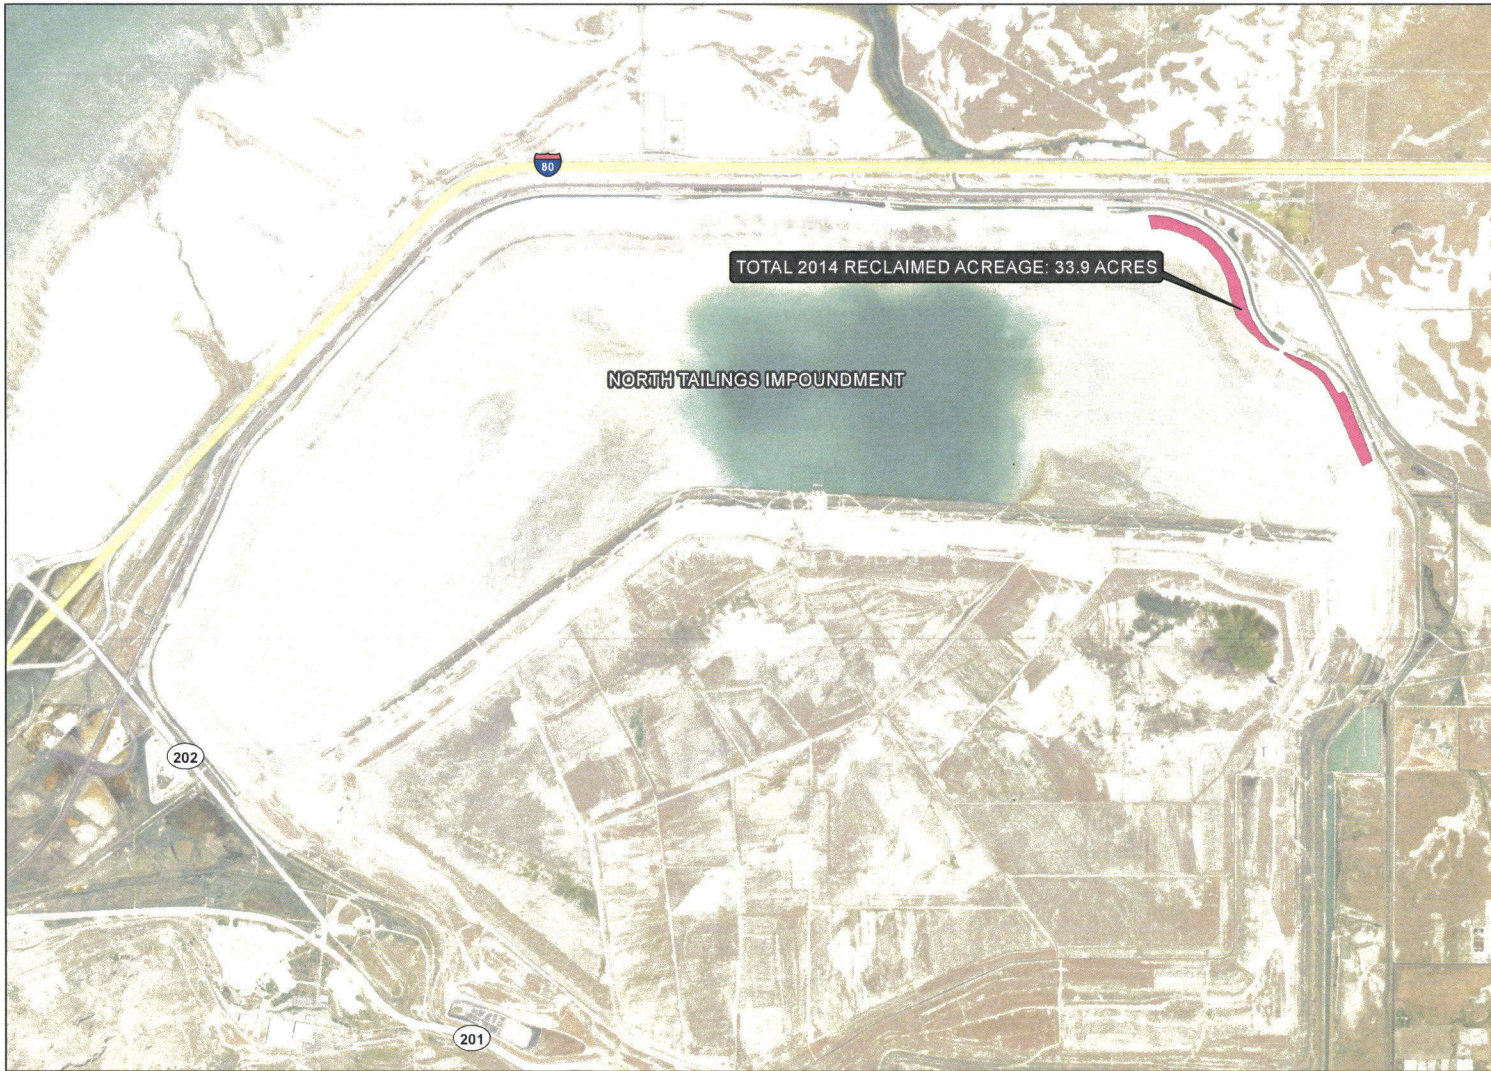 80
TOTAL 2014 RECLAIMED ACREAGE: 33.9 ACRES
NORTH TAILINGS IMPOUNDMENT
202
201